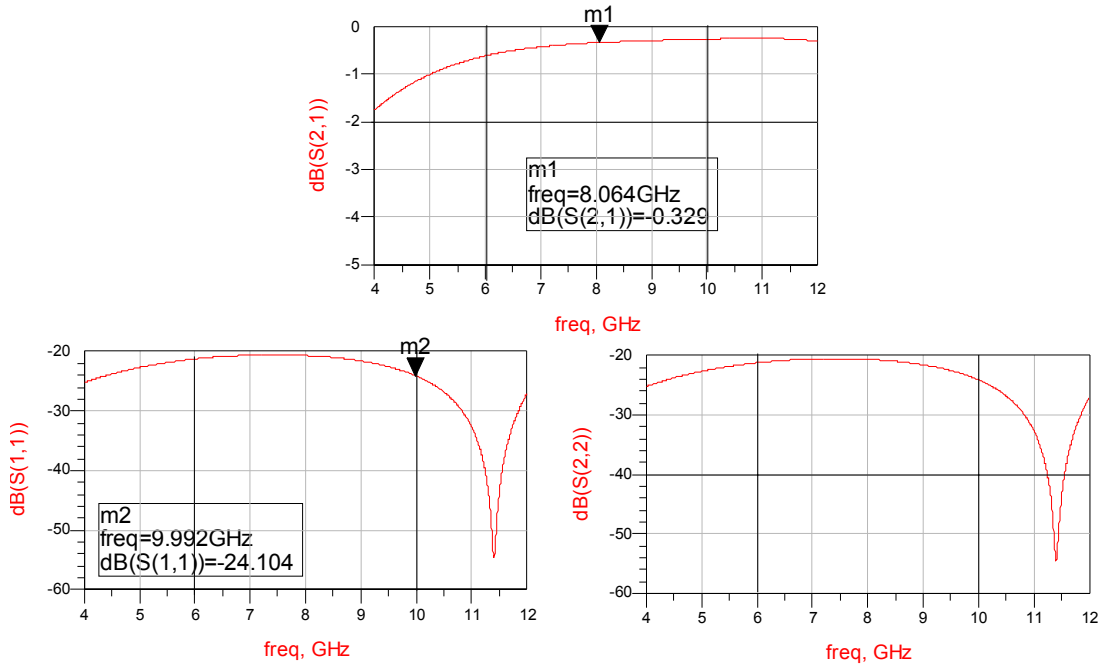 m1
0
-1
-2
-3
-4
-5
dB(S(2,1))
m1
freq=8.064GHz
dB(S(2,1))=-0.329
4 5 6 7 8 9 10 11 12
freq, GHz
m2
-20
-30
-40
-50
-60
dB(S(1,1))
m2
freq=9.992GHz
dB(S(1,1))=-24.104
4 5 6 7 8 9 10 11 12
freq, GHz
-20
-30
-40
-50
-60
dB(S(2,2))
4 5 6 7 8 9 10 11 12
freq, GHz